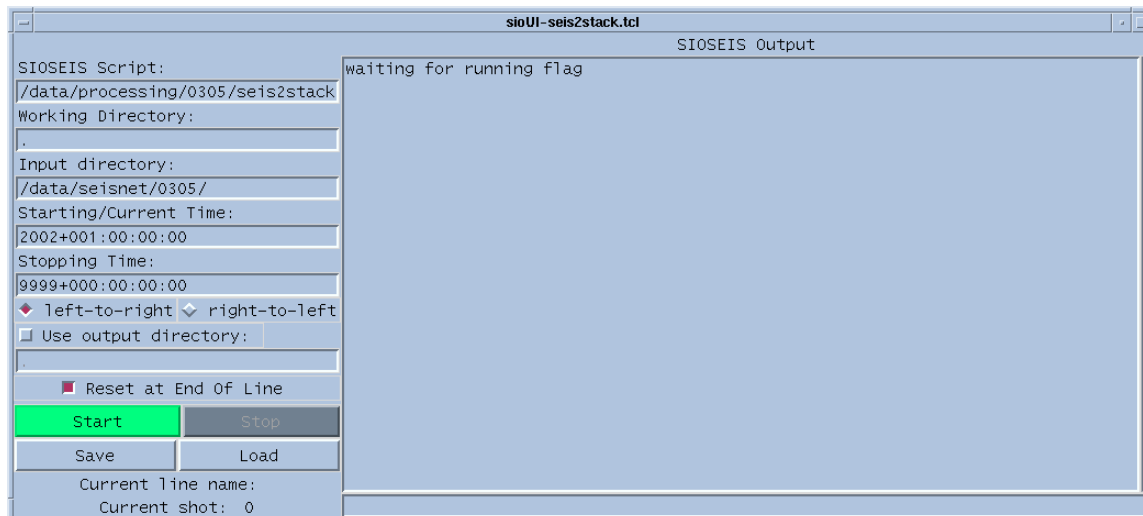 sioUI-seis2stack.tcl
SIOSEIS Output
SIOSEIS Script:
/data/processing/0305/seis2stack
Working Directory:
.
Input directory:
/data/seisnet/0305/
Starting/Current Time:
2002+001:00:00:00
Stopping Time:
9999+000:00:00:00
left-to-right right-to-left
Use output directory:
.
Reset at End Of Line
Start Stop
Save Load
Current line name:
Current shot: 0
waiting for running flag